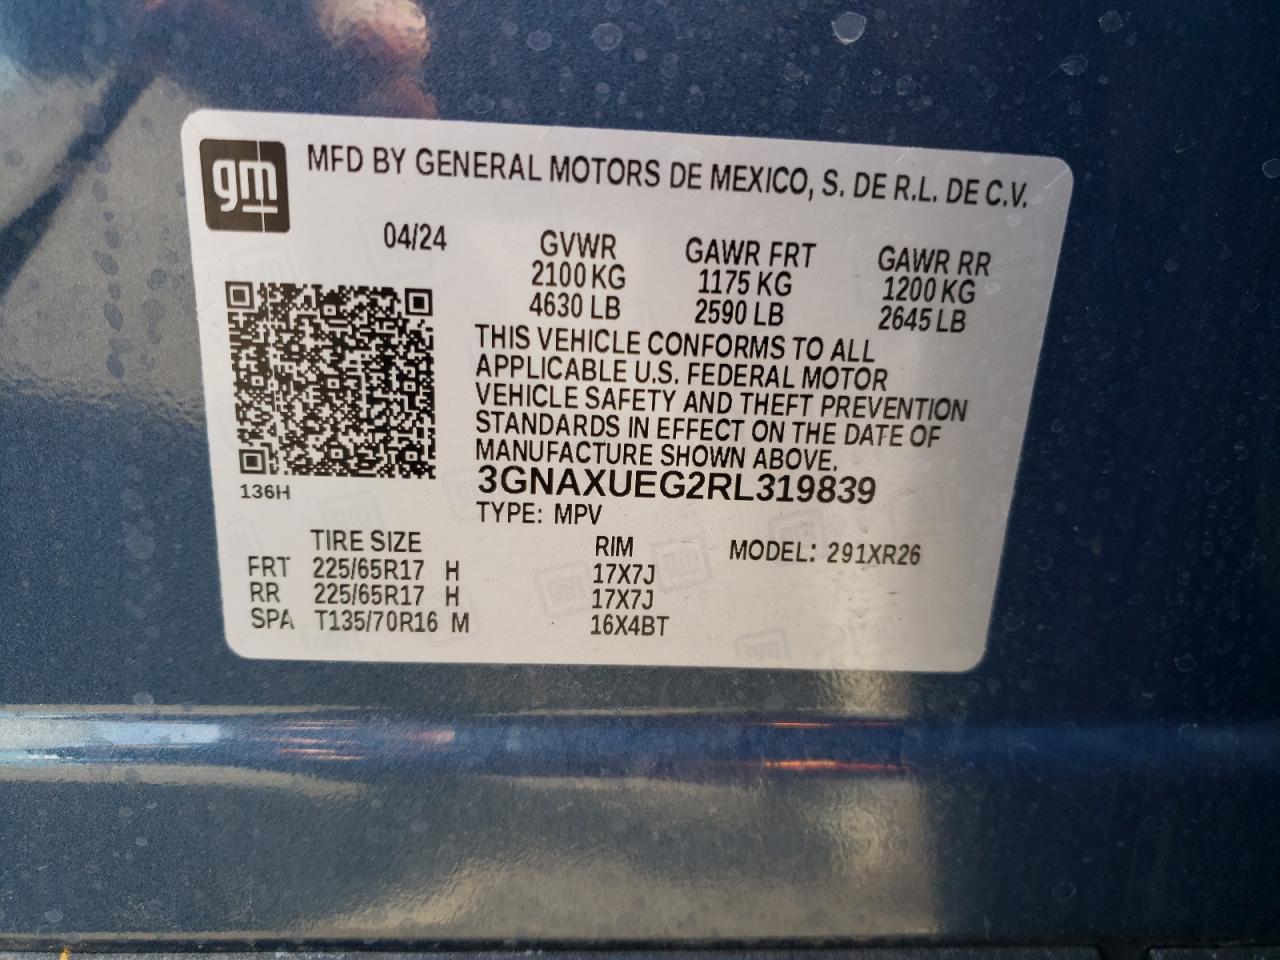 gm
MFD BY GENERAL MOTORS DE MEXICO, S. DE R.L. DE C.V.
04/24
GVWR GAWR FRT GAWR RR
2100 KG 1175 KG 1200 KG
4630 LB 2590 LB 2645 LB
THIS VEHICLE CONFORMS TO ALL
APPLICABLE U.S. FEDERAL MOTOR
VEHICLE SAFETY AND THEFT PREVENTION
STANDARDS IN EFFECT ON THE DATE OF
MANUFACTURE SHOWN ABOVE.
3GNAXUEG2RL319839
136H
TYPE: MPV
TIRE SIZE RIM MODEL: 291XR26
FRT 225/65R17 H 17X7J
RR 225/65R17 H 17X7J
SPA T135/70R16 M 16X4BT